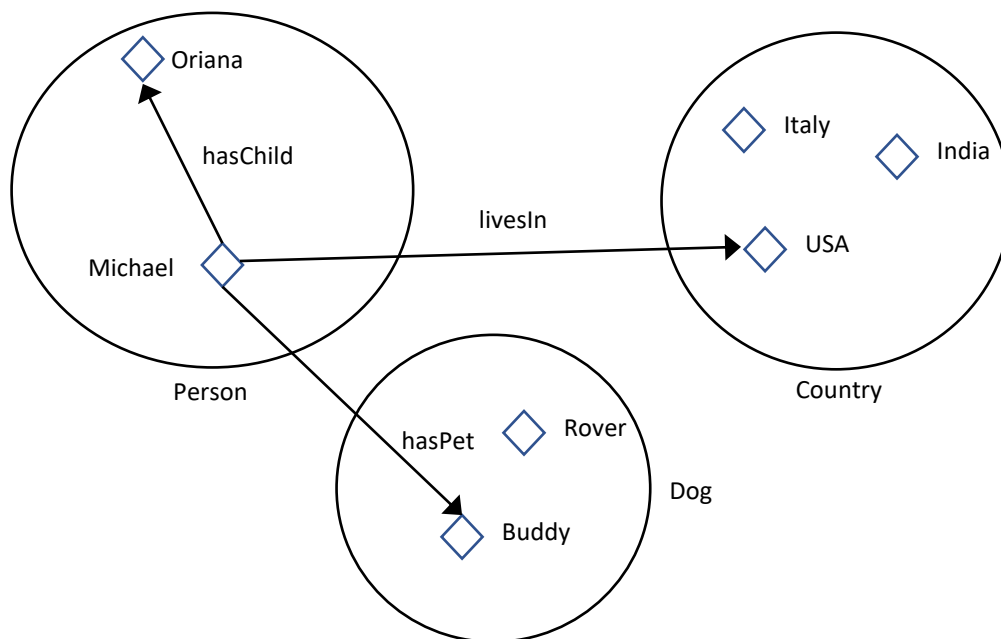 Oriana
Italy
India
hasChild
livesIn
USA
Michael
Person
Country
Rover
hasPet
Dog
Buddy